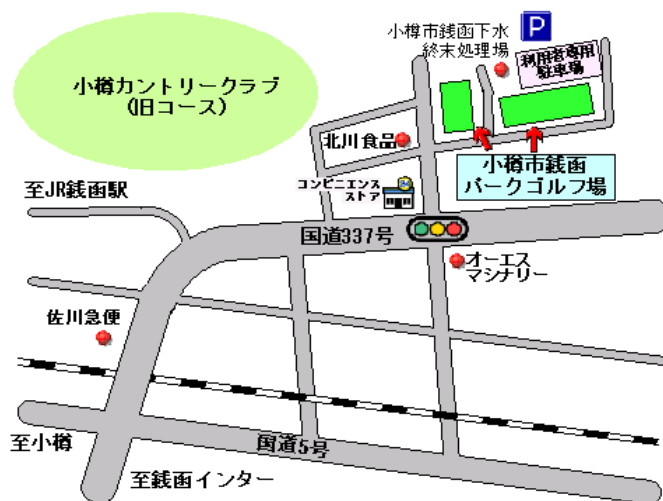 小樽市銭函下水
終末処理場
P
利用者専用
駐車場
小樽カントリークラブ
(旧コース)
北川食品
小樽市銭函
パークゴルフ場
コンビニエンス
ストア
至JR銭函駅
国道337号
オーエス
マシナリー
佐川急便
至小樽
国道5号
至銭函インター